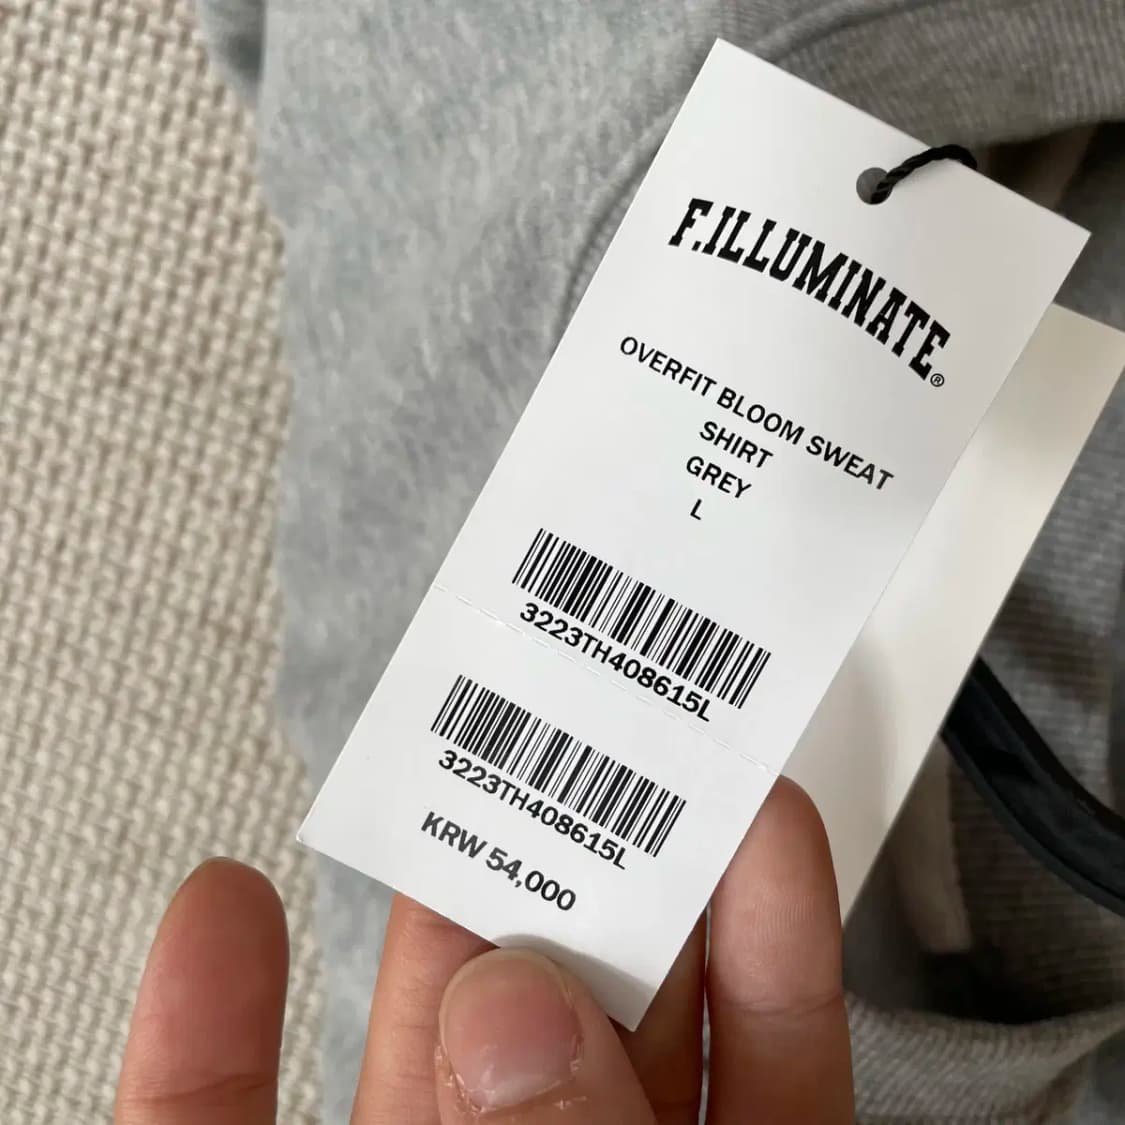 F.ILLUMINATE®
OVERFIT BLOOM SWEAT
SHIRT
GREY
L
3223TH408615L
3223TH408615L
KRW 54,000